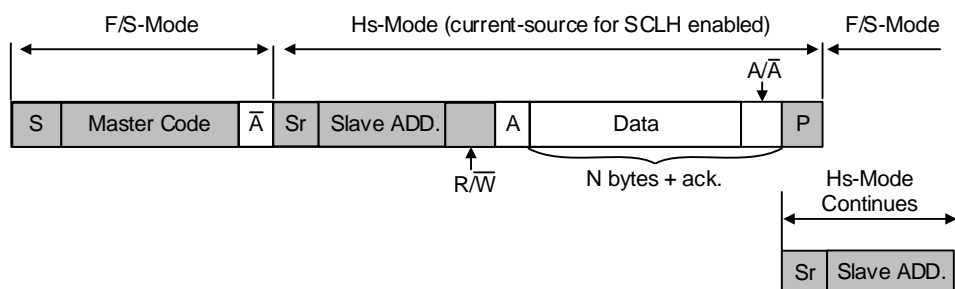 F/S-Mode
Hs-Mode (current-source for SCLH enabled)
F/S-Mode
A/A̅
S
Master Code
A̅
Sr
Slave ADD.
A
Data
P
R/W̅
N bytes + ack.
Hs-Mode
Continues
Sr
Slave ADD.